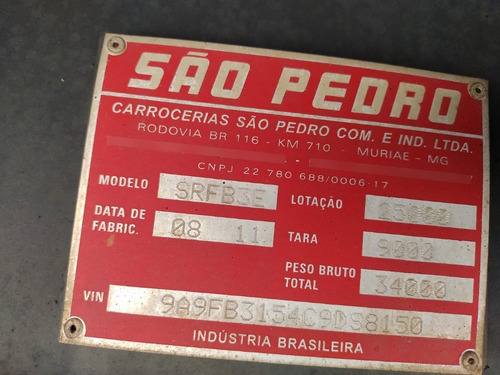 SÃO PEDRO
CARROCERIAS SÃO PEDRO COM. E IND. LTDA.
RODOVIA BR 116 - KM 710 - MURIAE - MG
CNPJ 22 780 688/0006-17
MODELO SRFB3E LOTAÇÃO 25000
DATA DE FABRIC. 08 11 TARA 9000
PESO BRUTO TOTAL 34000
VIN 9A9FB3154C9DS8150
INDÚSTRIA BRASILEIRA